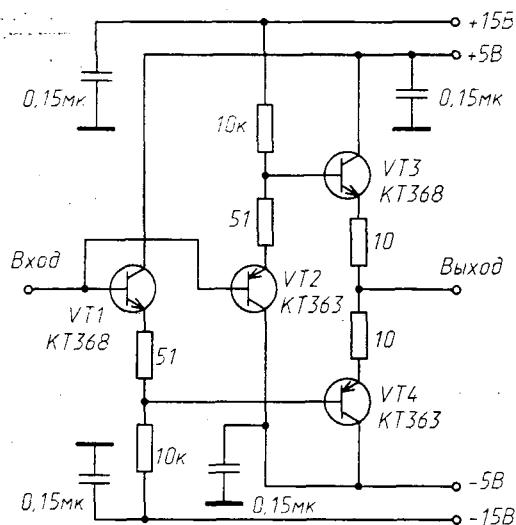 +15В
+5В
0,15мк
0,15мк
10к
VT3
КТ368
51
10
Вход
VT2
КТ363
Выход
VT1
КТ368
51
10
VT4
КТ363
10к
-5В
0,15мк
0,15мк
-15В